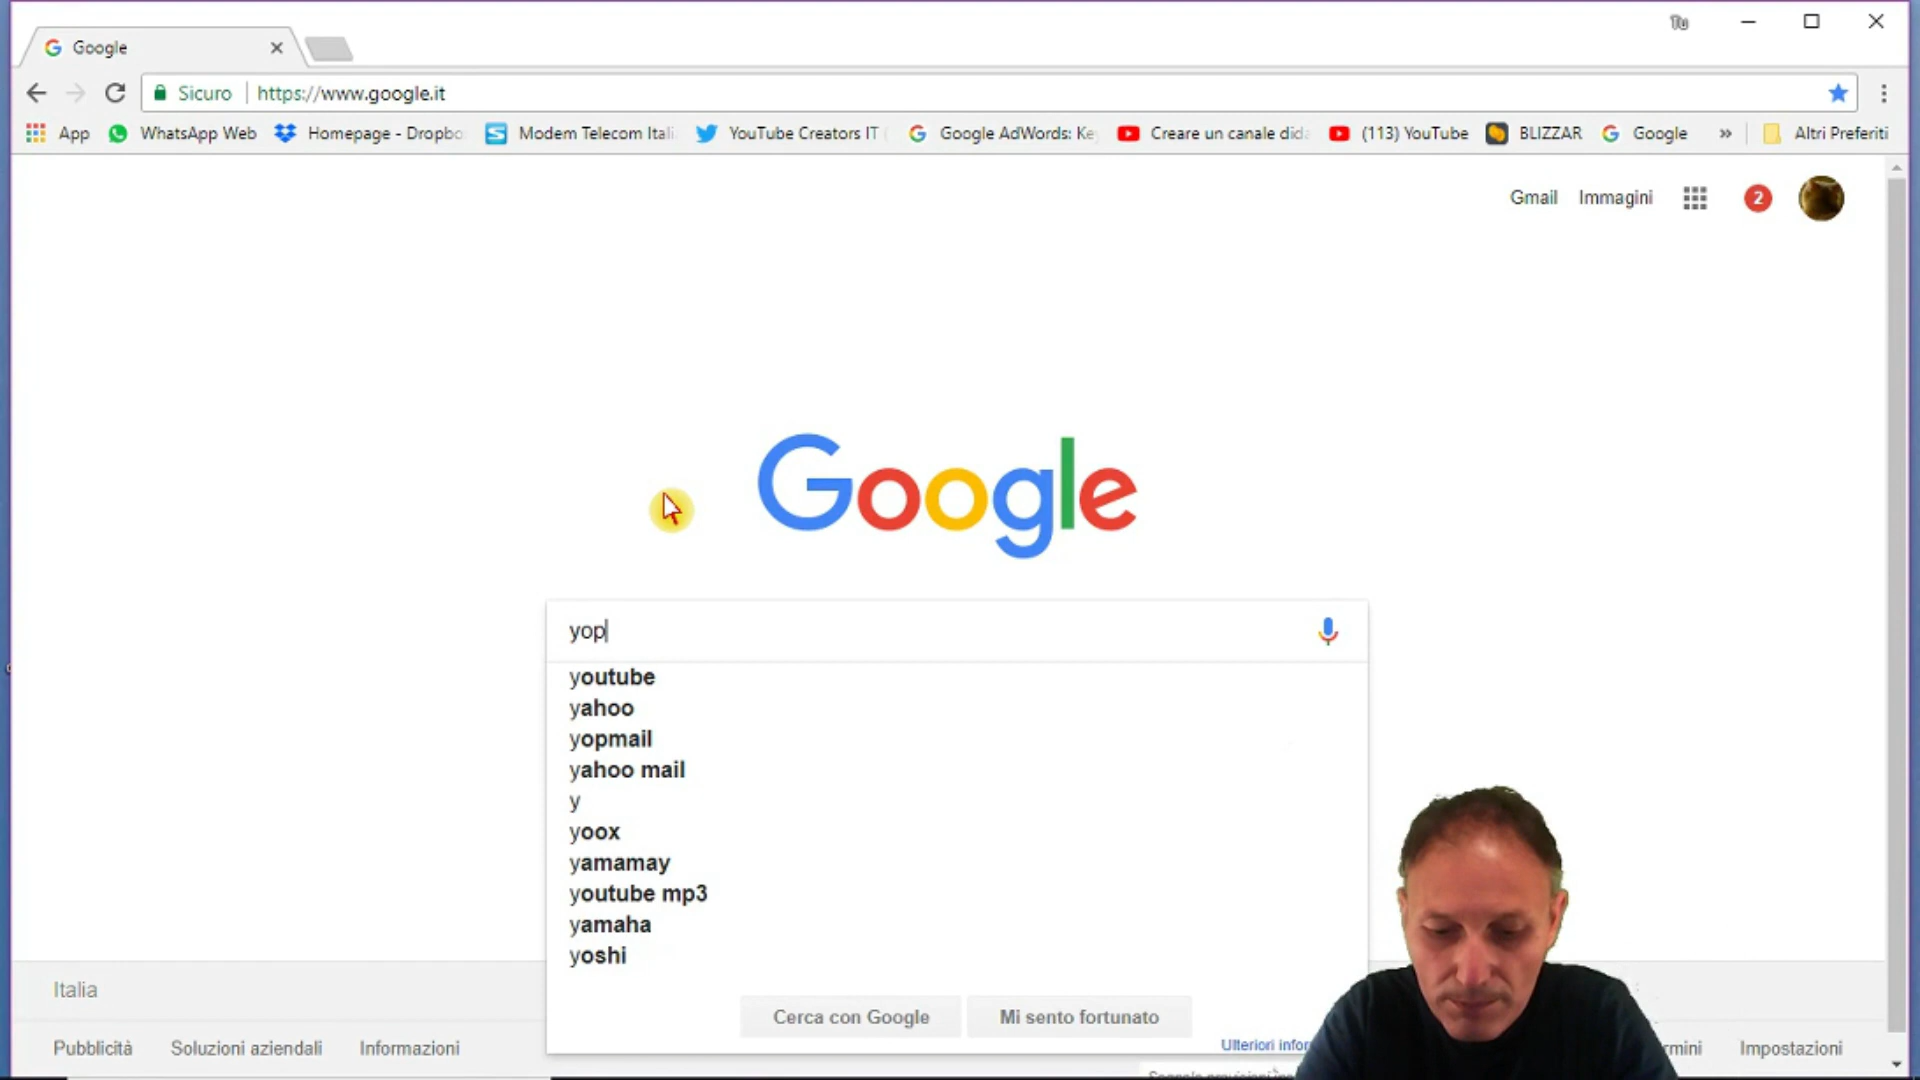 Google
Tu
Sicuro https://www.google.it
App WhatsApp Web Homepage - Dropbo Modem Telecom Itali YouTube Creators IT ( Google AdWords: Ke Creare un canale dida (113) YouTube BLIZZAR Google » Altri Preferiti
Gmail Immagini 2
Google
yop
youtube
yahoo
yopmail
yahoo mail
y
yoox
yamamay
youtube mp3
yamaha
yoshi
Italia
Cerca con Google Mi sento fortunato
Ulteriori infor
Pubblicità Soluzioni aziendali Informazioni rmini Impostazioni